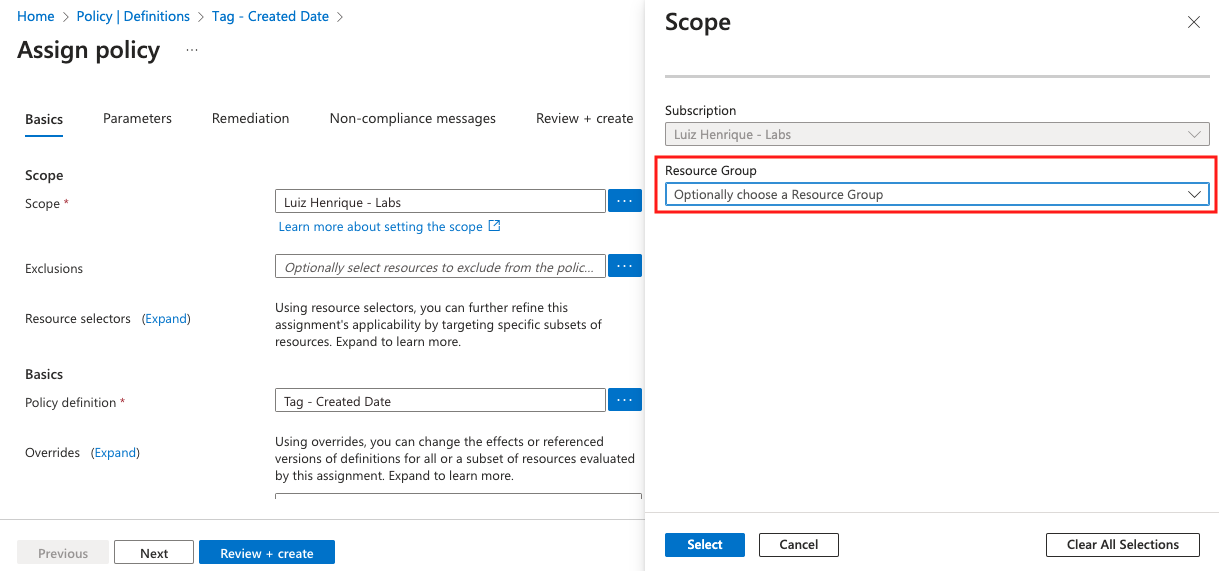 Home > Policy | Definitions > Tag - Created Date >
Assign policy ...
Basics Parameters Remediation Non-compliance messages Review + create
Scope
Scope * Luiz Henrique - Labs ...
Learn more about setting the scope
Exclusions Optionally select resources to exclude from the polic... ...
Resource selectors (Expand) Using resource selectors, you can further refine this
assignment's applicability by targeting specific subsets of
resources. Expand to learn more.
Basics
Policy definition * Tag - Created Date ...
Overrides (Expand) Using overrides, you can change the effects or referenced
versions of definitions for all or a subset of resources evaluated
by this assignment. Expand to learn more.
Previous Next Review + create
Scope
Subscription
Luiz Henrique - Labs
Resource Group
Optionally choose a Resource Group
Select Cancel Clear All Selections